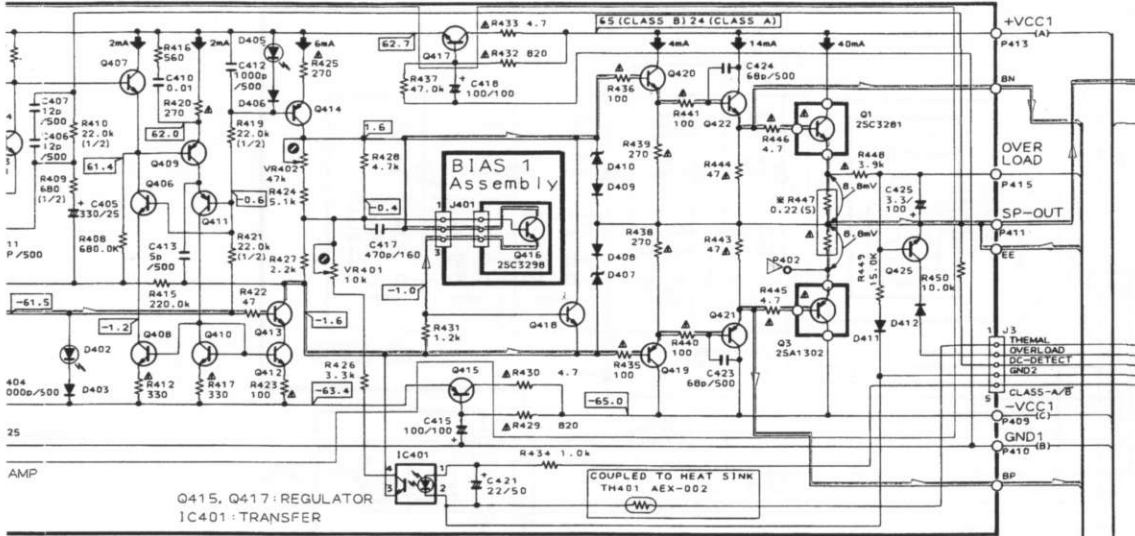 R433 4.7
65(CLASS B)24(CLASS A)
+VCC1
(A)
P413
2mA
R416
560
2mA
D405
6mA
62.7
Q417
R432 820
4mA
14mA
40mA
Q407
C410
0.01
C412
1000p
/500
R425
270
R437
47.0k
C418
100/100
Q420
C424
68p/500
BN
C407
12p
/500
R420
270
D406
Q414
R436
100
R441
100
Q422
Q1
2SC3281
R410
22.0k
(1/2)
62.0
R419
22.0k
(1/2)
1.6
R446
4.7
OVER
LOAD
C406
12p
/500
61.4
Q409
VR402
47k
R428
4.7k
BIAS 1
Assembly
R439
270
D410
R444
47
R448
3.9k
8.8mV
P415
R409
680
(1/2)
Q406
-0.6
R424
5.1k
-0.4
J401
D409
※R447
0.22(S)
C425
3.3/
100
SP-OUT
C405
330/25
Q411
1
3
Q416
2SC3298
P411
11
P/500
R408
680.0K
C413
5p
/500
R421
22.0k
(1/2)
C417
470p/160
R438
270
D408
R443
47
8.8mV
P402
Q425
EE
R427
2.2k
VR401
10k
D407
R449
15.0K
R450
10.0k
-61.5
R415
220.0k
R422
47
-1.0
R445
4.7
-1.2
Q408
Q410
Q413
-1.6
R431
1.2k
Q418
Q421
Q3
2SA1302
D411
D412
1
J3
THEMAL
OVERLOAD
DC-DETECT
GND2
CLASS-A/B
5
D402
Q412
R426
3.3k
Q415
R430 4.7
R435
100
Q419
R440
100
C423
68p/500
404
000p/500
D403
R412
330
R417
330
R423
100
-63.4
-65.0
-VCC1
(C)
P409
25
C415
100/100
R429 820
GND1
(B)
P410
AMP
IC401
4
3
1
2
R434 1.0k
C421
22/50
COUPLED TO HEAT SINK
TH401 AEX-002
BP
Q415, Q417:REGULATOR
IC401:TRANSFER